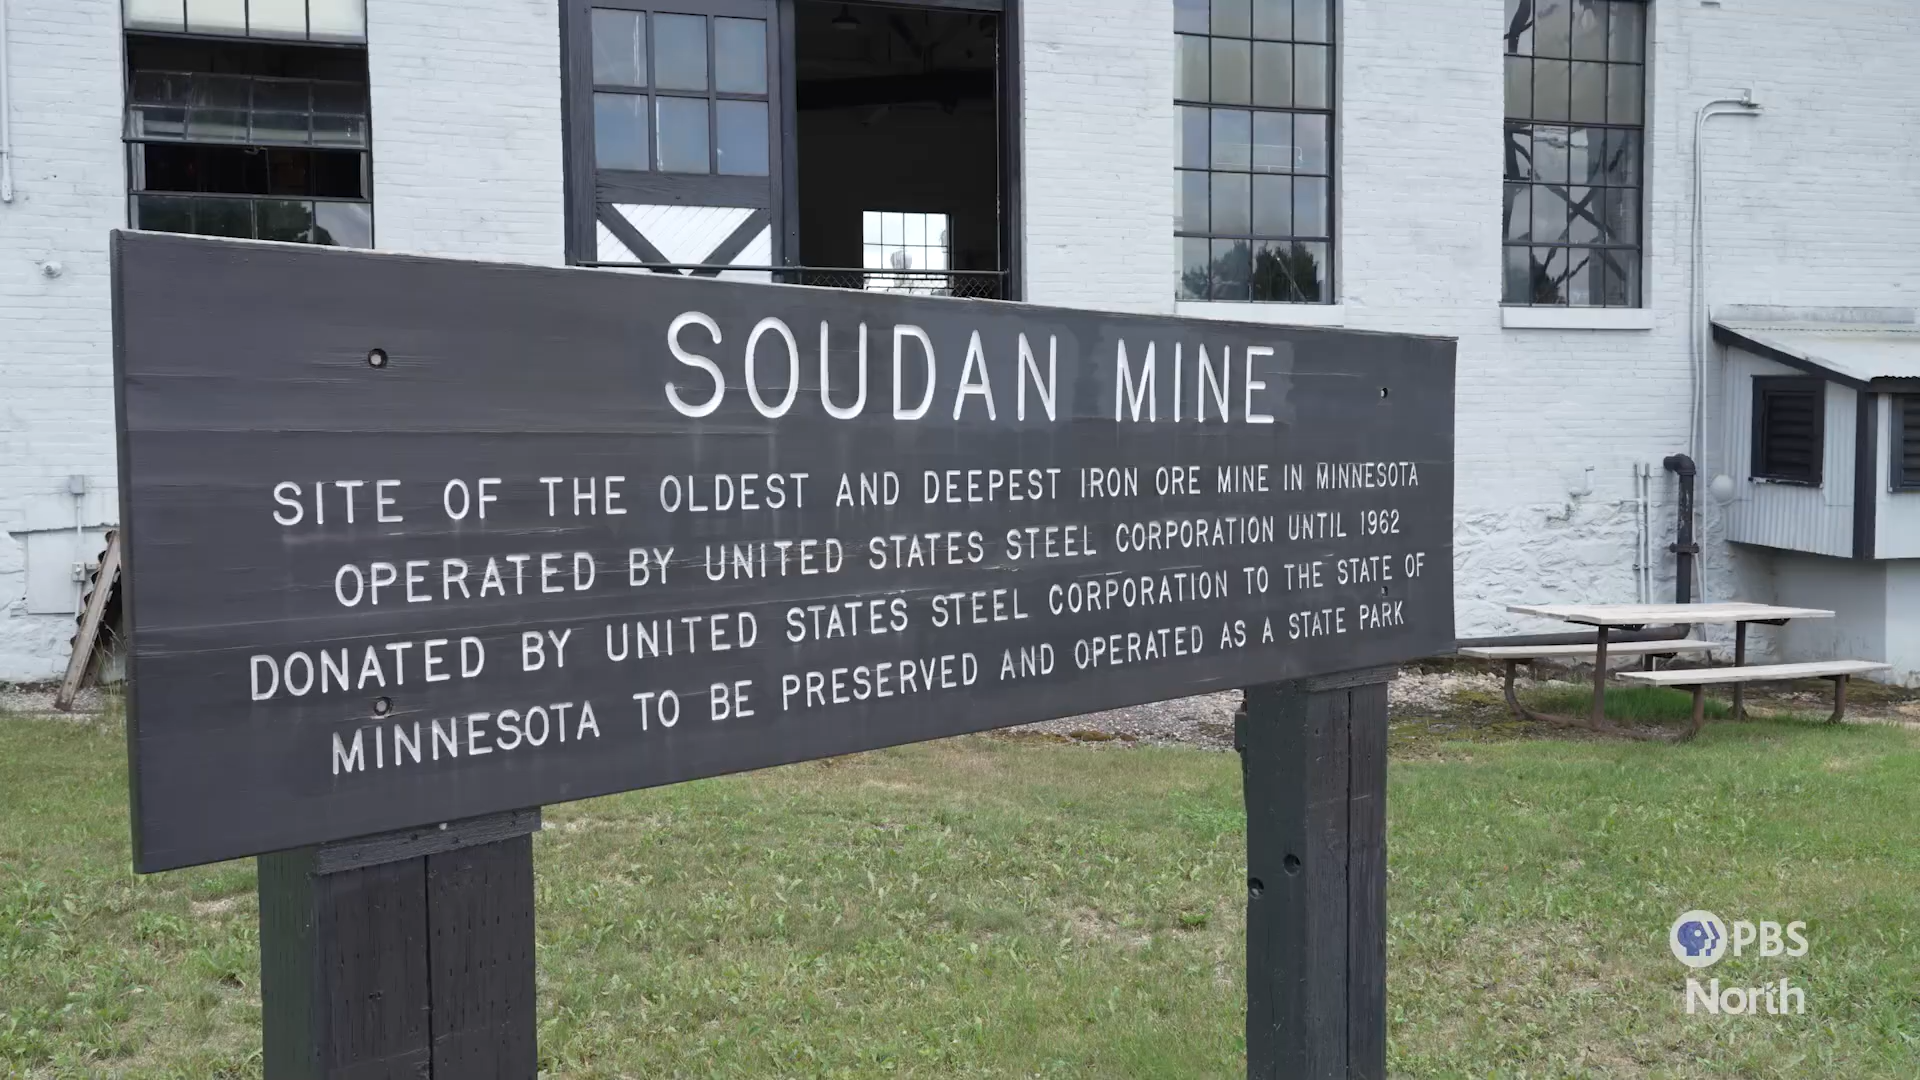 SOUDAN MINE
SITE OF THE OLDEST AND DEEPEST IRON ORE MINE IN MINNESOTA
OPERATED BY UNITED STATES STEEL CORPORATION UNTIL 1962
DONATED BY UNITED STATES STEEL CORPORATION TO THE STATE OF
MINNESOTA TO BE PRESERVED AND OPERATED AS A STATE PARK
PBS
North